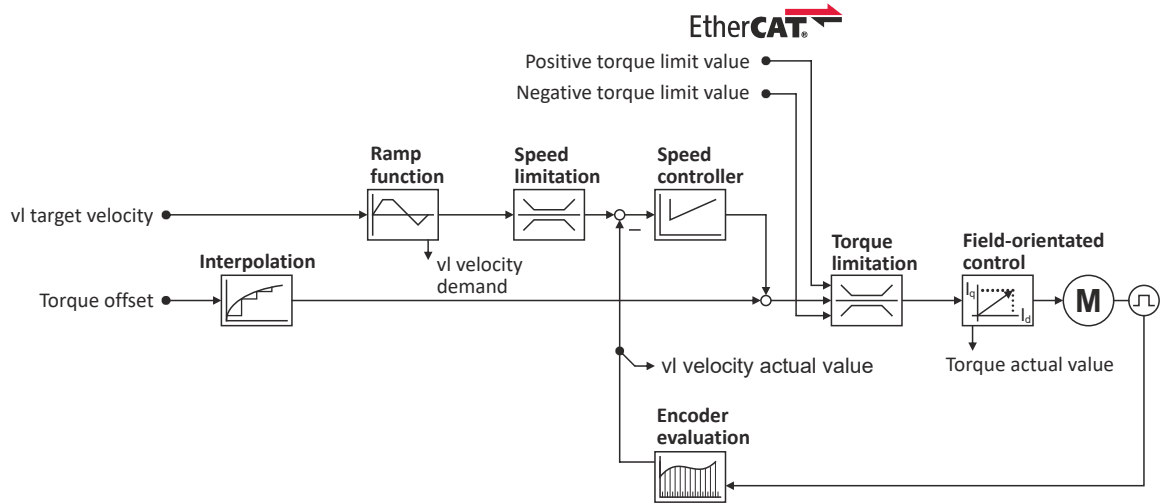 EtherCAT®
Positive torque limit value
Negative torque limit value
Ramp
function
Speed
limitation
Speed
controller
vl target velocity
vl velocity
demand
Interpolation
Torque offset
Torque
limitation
Field-orientated
control
Iq
Id
M
vl velocity actual value
Torque actual value
Encoder
evaluation